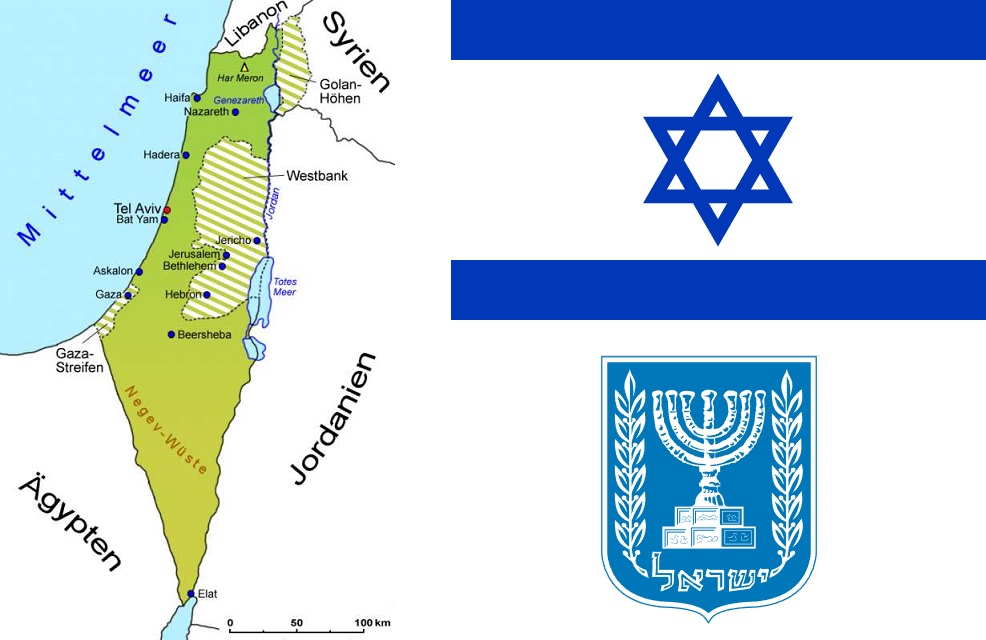 Mittelmeer
Libanon
Syrien
Har Meron
Golan-
Höhen
Haifa
Genezareth
Nazareth
Hadera
Westbank
Jordan
Tel Aviv
Bat Yam
Jericho
Jerusalem
Bethlehem
Askalon
Totes
Meer
Gaza
Hebron
Beersheba
Gaza-
Streifen
Negev-Wüste
Jordanien
Ägypten
Elat
0 50 100 km
ישראל